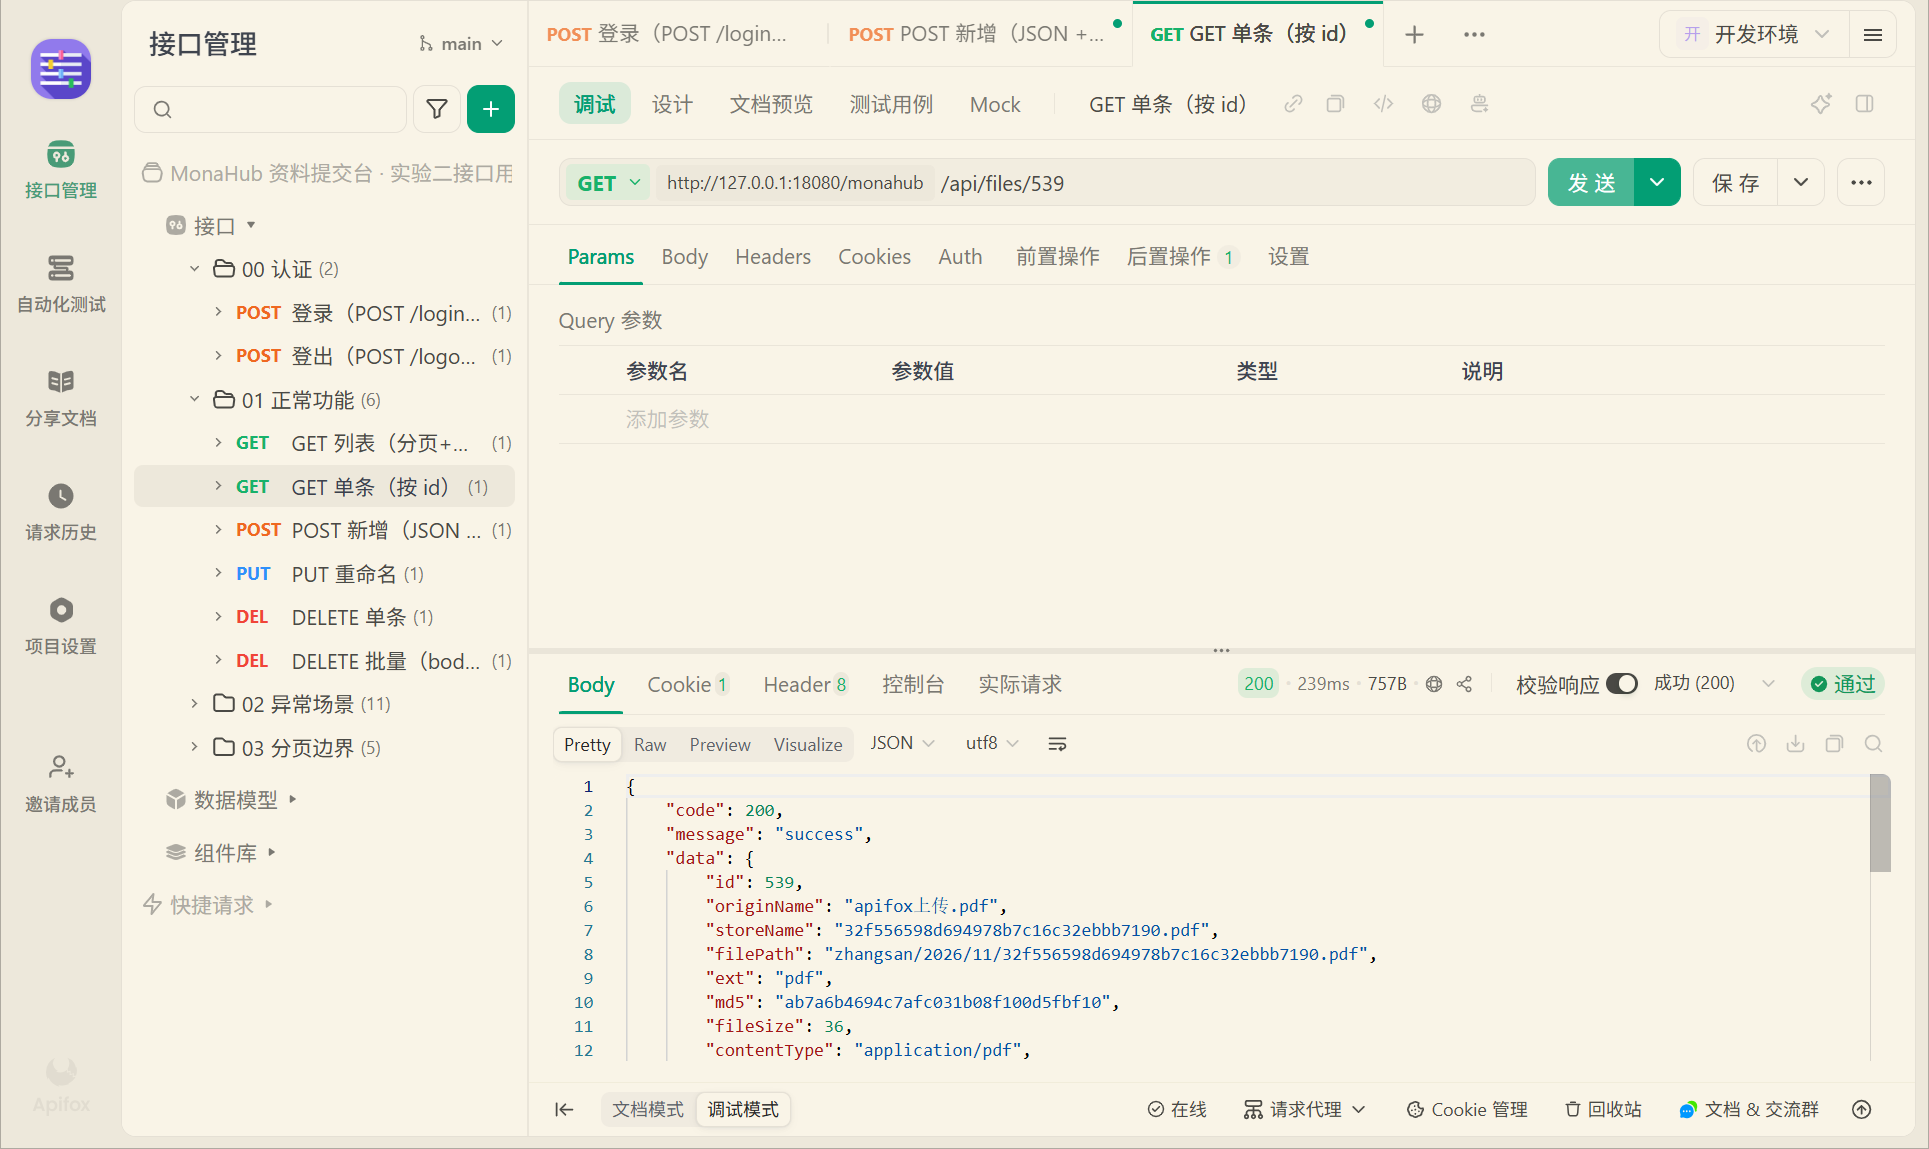 接口管理
自动化测试
分享文档
请求历史
项目设置
邀请成员
Apifox
接口管理
main
MonaHub 资料提交台 · 实验二接口用
接口
00 认证 (2)
POST 登录（POST /login... (1)
POST 登出（POST /logo... (1)
01 正常功能 (6)
GET GET 列表（分页+... (1)
GET GET 单条（按 id） (1)
POST POST 新增（JSON ... (1)
PUT PUT 重命名 (1)
DEL DELETE 单条 (1)
DEL DELETE 批量（bod... (1)
02 异常场景 (11)
03 分页边界 (5)
数据模型
组件库
快捷请求
POST 登录（POST /login...
POST POST 新增（JSON +...
GET GET 单条（按 id）
开 开发环境
调试 设计 文档预览 测试用例 Mock GET 单条（按 id）
GET http://127.0.0.1:18080/monahub /api/files/539 发 送 保 存
Params Body Headers Cookies Auth 前置操作 后置操作 1 设置
Query 参数
参数名 参数值 类型 说明
添加参数
Body Cookie 1 Header 8 控制台 实际请求 200 · 239ms · 757B 校验响应 成功 (200) 通过
Pretty Raw Preview Visualize JSON utf8
1 {
2 "code": 200,
3 "message": "success",
4 "data": {
5 "id": 539,
6 "originName": "apifox上传.pdf",
7 "storeName": "32f556598d694978b7c16c32ebbb7190.pdf",
8 "filePath": "zhangsan/2026/11/32f556598d694978b7c16c32ebbb7190.pdf",
9 "ext": "pdf",
10 "md5": "ab7a6b4694c7afc031b08f100d5fbf10",
11 "fileSize": 36,
12 "contentType": "application/pdf",
文档模式 调试模式 在线 请求代理 Cookie 管理 回收站 文档 & 交流群